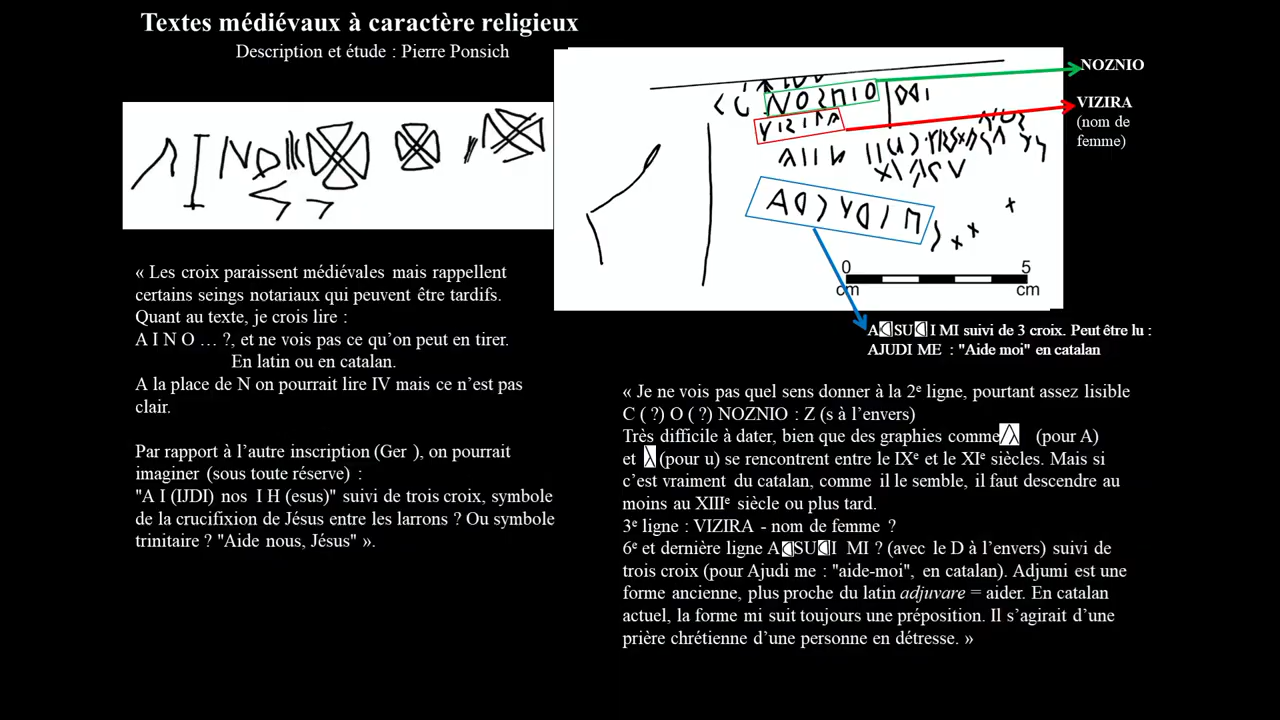 Textes médiévaux à caractère religieux
Description et étude : Pierre Ponsich
NOZNIO
VIZIRA
(nom de
femme)
0 5
cm cm
« Les croix paraissent médiévales mais rappellent
certains seings notariaux qui peuvent être tardifs.
Quant au texte, je crois lire :
A I N O … ?, et ne vois pas ce qu’on peut en tirer.
En latin ou en catalan.
A la place de N on pourrait lire IV mais ce n’est pas
clair.
Par rapport à l’autre inscription (Ger ), on pourrait
imaginer (sous toute réserve) :
"A I (IJDI) nos I H (esus)" suivi de trois croix, symbole
de la crucifixion de Jésus entre les larrons ? Ou symbole
trinitaire ? "Aide nous, Jésus" ».
A SU I MI suivi de 3 croix. Peut être lu :
AJUDI ME : "Aide moi" en catalan
« Je ne vois pas quel sens donner à la 2e ligne, pourtant assez lisible
C ( ?) O ( ?) NOZNIO : Z (s à l’envers)
Très difficile à dater, bien que des graphies comme (pour A)
et (pour u) se rencontrent entre le IXe et le XIe siècles. Mais si
c’est vraiment du catalan, comme il le semble, il faut descendre au
moins au XIIIe siècle ou plus tard.
3e ligne : VIZIRA - nom de femme ?
6e et dernière ligne A SU I MI ? (avec le D à l’envers) suivi de
trois croix (pour Ajudi me : "aide-moi", en catalan). Adjumi est une
forme ancienne, plus proche du latin adjuvare = aider. En catalan
actuel, la forme mi suit toujours une préposition. Il s’agirait d’une
prière chrétienne d’une personne en détresse. »